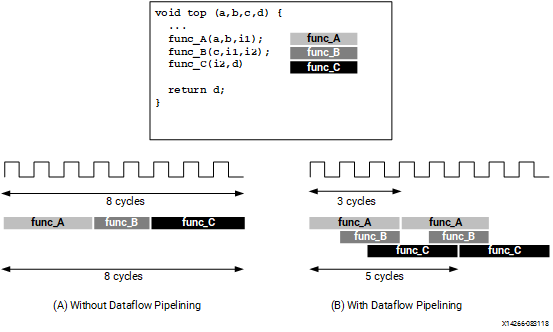 void top (a,b,c,d) {
...
func_A(a,b,i1);
func_B(c,i1,i2);
func_C(i2,d)
return d;
}
func_A
func_B
func_C
8 cycles
func_A func_B func_C
8 cycles
(A) Without Dataflow Pipelining
3 cycles
func_A func_A
func_B func_B
func_C func_C
5 cycles
(B) With Dataflow Pipelining
X14266-083118